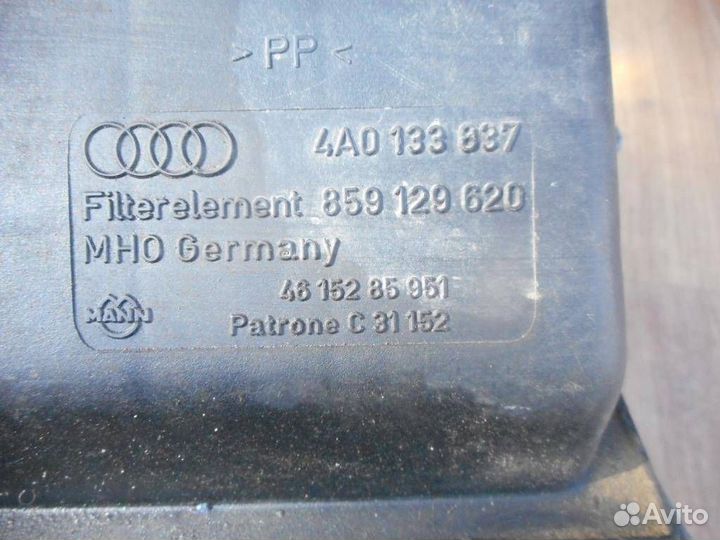 >PP<
4A0 133 837
Filterelement 859 129 620
MHO Germany
46 152 85 951
MANN
Patrone C 31 152
Avito